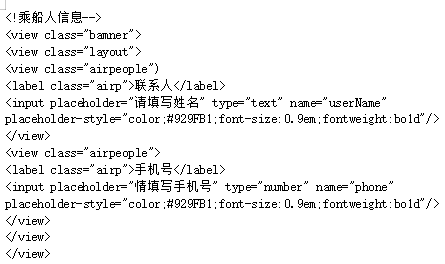 <!乘船人信息-->
<view class="bamner">
<view class="layout">
<view class="airpeople")
<label class="airp">联系人</label>
<input placeholder="请填写姓名" type="text" name="userName"
placeholder-style="color;#929FB1;font-size:0.9em;fontweight:bo1d"/>
</view>
<view class="airpeople">
<label class="airp">手机号</label>
<input placeholder="情填写手机号" type="number" name="phone"
placeholder-style="color;#929FB1;font-size:0.9em;fontweight:bo1d"/>
</view>
</view>
</view>